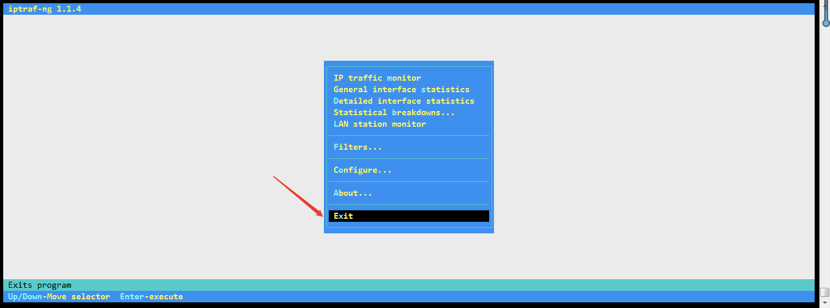 iptraf-ng 1.1.4
IP traffic monitor
General interface statistics
Detailed interface statistics
Statistical breakdowns...
LAN station monitor
Filters...
Configure...
About...
Exit
Exits program
Up/Down-Move selector  Enter-execute